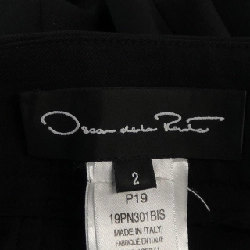 Oscar de la Renta
2
P19
19PN301BIS
MADE IN ITALY
FABRIQUÉ EN ITALIE